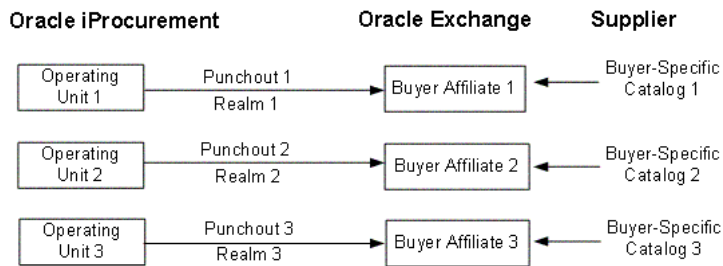 Oracle iProcurement
Oracle Exchange
Supplier
Operating
Unit 1
Punchout 1
Realm 1
Buyer Affiliate 1
Buyer-Specific
Catalog 1
Operating
Unit 2
Punchout 2
Realm 2
Buyer Affiliate 2
Buyer-Specific
Catalog 2
Operating
Unit 3
Punchout 3
Realm 3
Buyer Affiliate 3
Buyer-Specific
Catalog 3